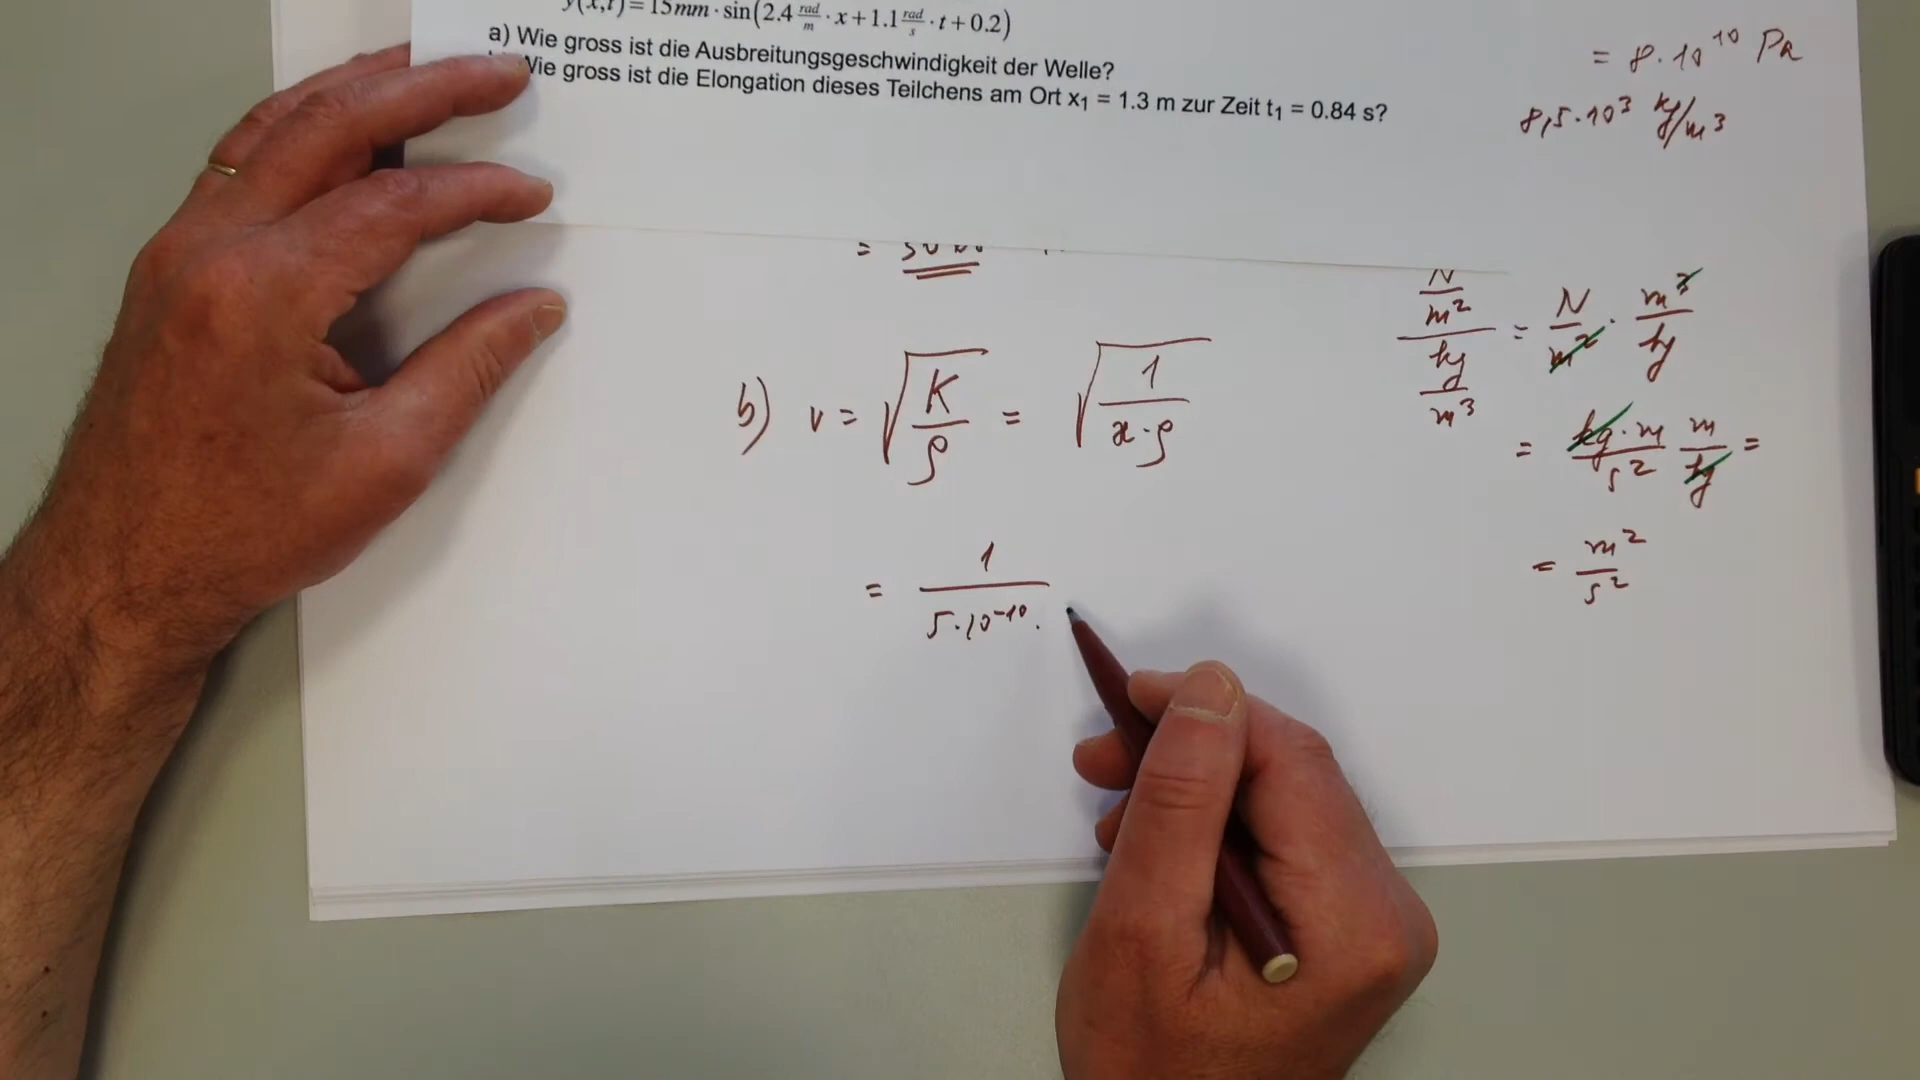 y(x,t) = 15mm · sin(2.4 rad/m · x + 1.1 rad/s · t + 0.2)
a) Wie gross ist die Ausbreitungsgeschwindigkeit der Welle?
Wie gross ist die Elongation dieses Teilchens am Ort x₁ = 1.3 m zur Zeit t₁ = 0.84 s?
= 8·10¹⁰ Pa
8,5·10³ kg/m³
=
b) v = √(K/ρ) = √(1/(ϰ·ρ))
= 1/(5·10⁻¹⁰·
(N/m²)/(kg/m³) = N/m² · m³/kg
= (kg·m)/s² m/kg =
= m²/s²